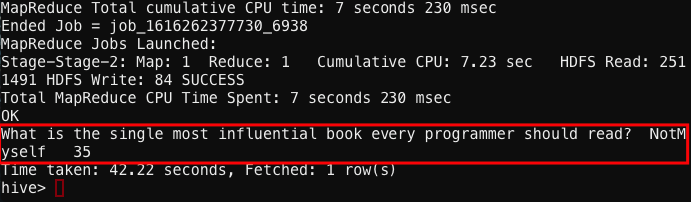 MapReduce Total cumulative CPU time: 7 seconds 230 msec
Ended Job = job_1616262377730_6938
MapReduce Jobs Launched:
Stage-Stage-2: Map: 1  Reduce: 1   Cumulative CPU: 7.23 sec   HDFS Read: 251
1491 HDFS Write: 84 SUCCESS
Total MapReduce CPU Time Spent: 7 seconds 230 msec
OK
What is the single most influential book every programmer should read?  NotM
yself   35
Time taken: 42.22 seconds, Fetched: 1 row(s)
hive>